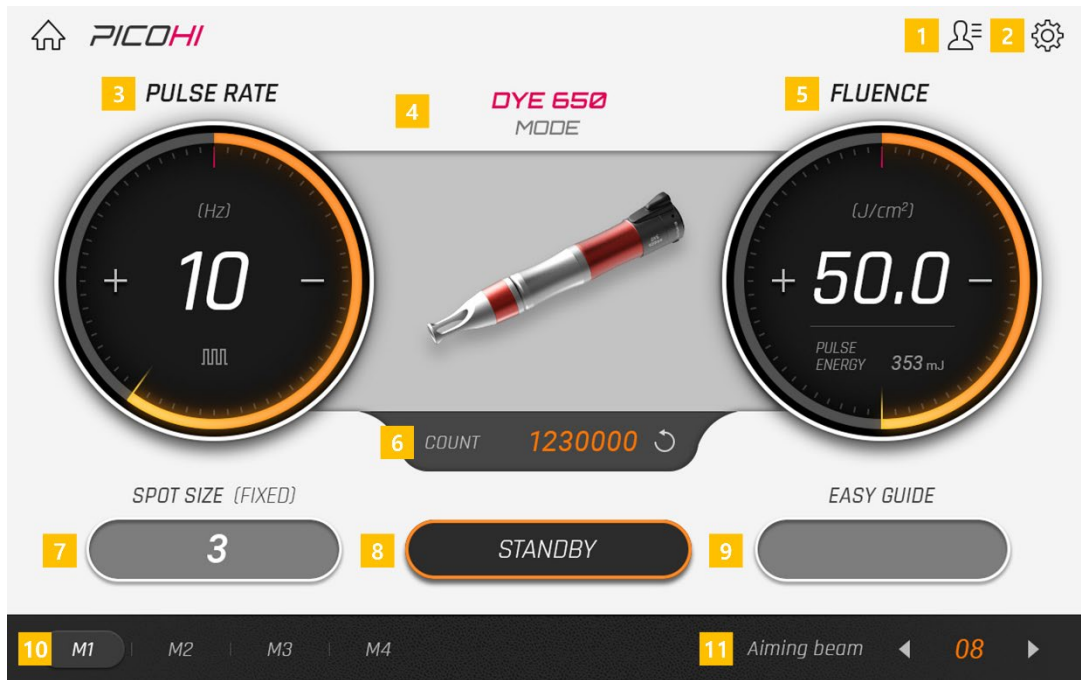 PICOHI
1
2
3 PULSE RATE
4
DYE 650
MODE
5 FLUENCE
(Hz)
+ 10 -
(J/cm²)
+ 50.0 -
PULSE
ENERGY 353 mJ
6 COUNT 1230000
SPOT SIZE (FIXED)
EASY GUIDE
7 3
8 STANDBY
9
10 M1 M2 M3 M4
11 Aiming beam 08